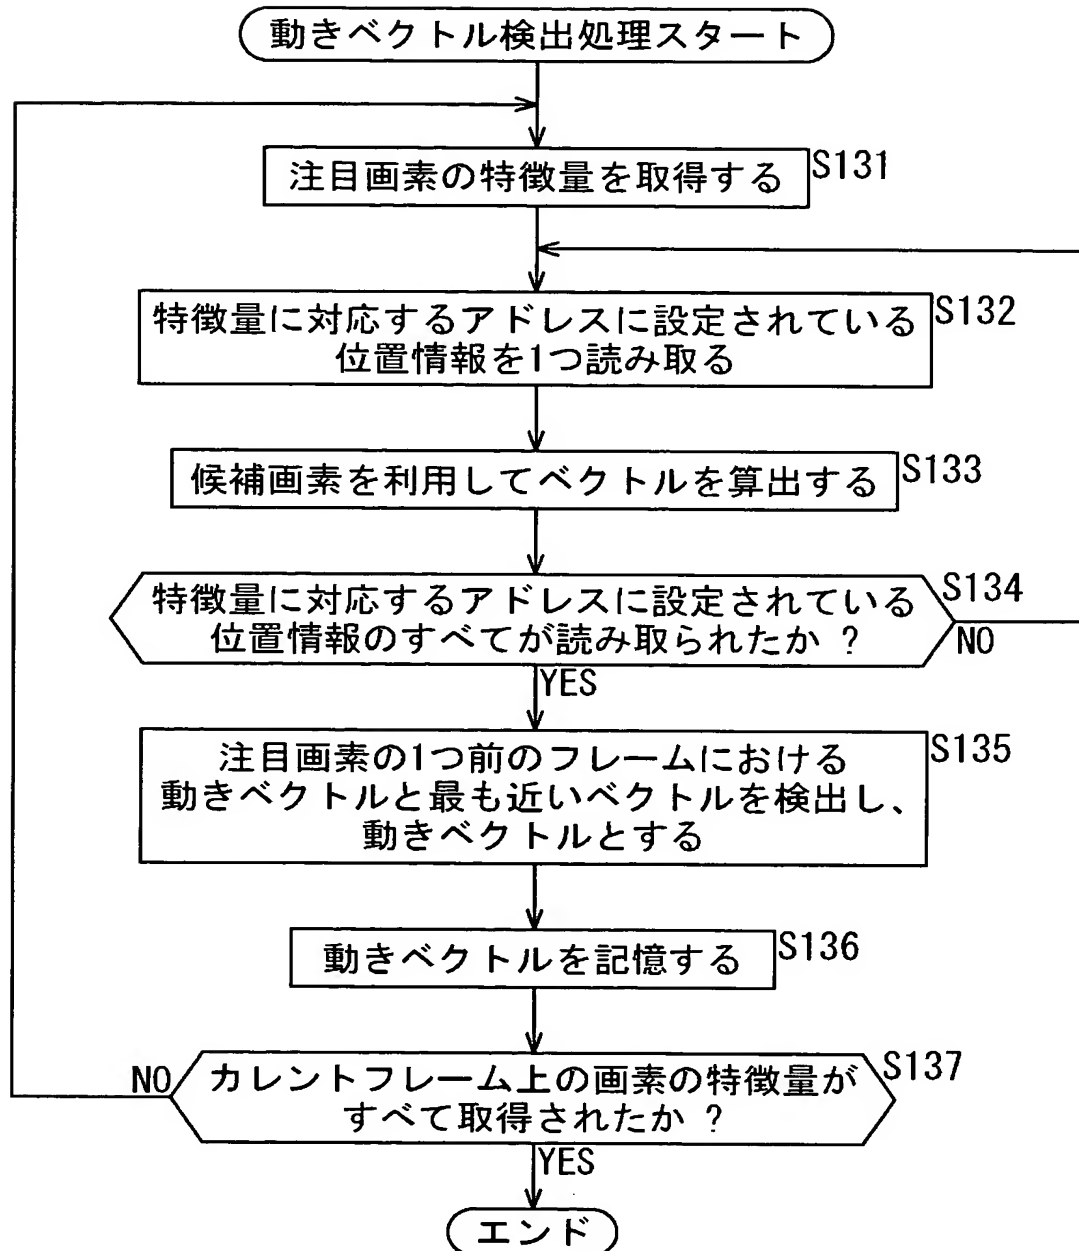 動きベクトル検出処理スタート
注目画素の特徴量を取得する
S131
特徴量に対応するアドレスに設定されている
位置情報を1つ読み取る
S132
候補画素を利用してベクトルを算出する
S133
特徴量に対応するアドレスに設定されている
位置情報のすべてが読み取られたか ?
S134
NO
YES
注目画素の1つ前のフレームにおける
動きベクトルと最も近いベクトルを検出し、
動きベクトルとする
S135
動きベクトルを記憶する
S136
NO
カレントフレーム上の画素の特徴量が
すべて取得されたか ?
S137
YES
エンド